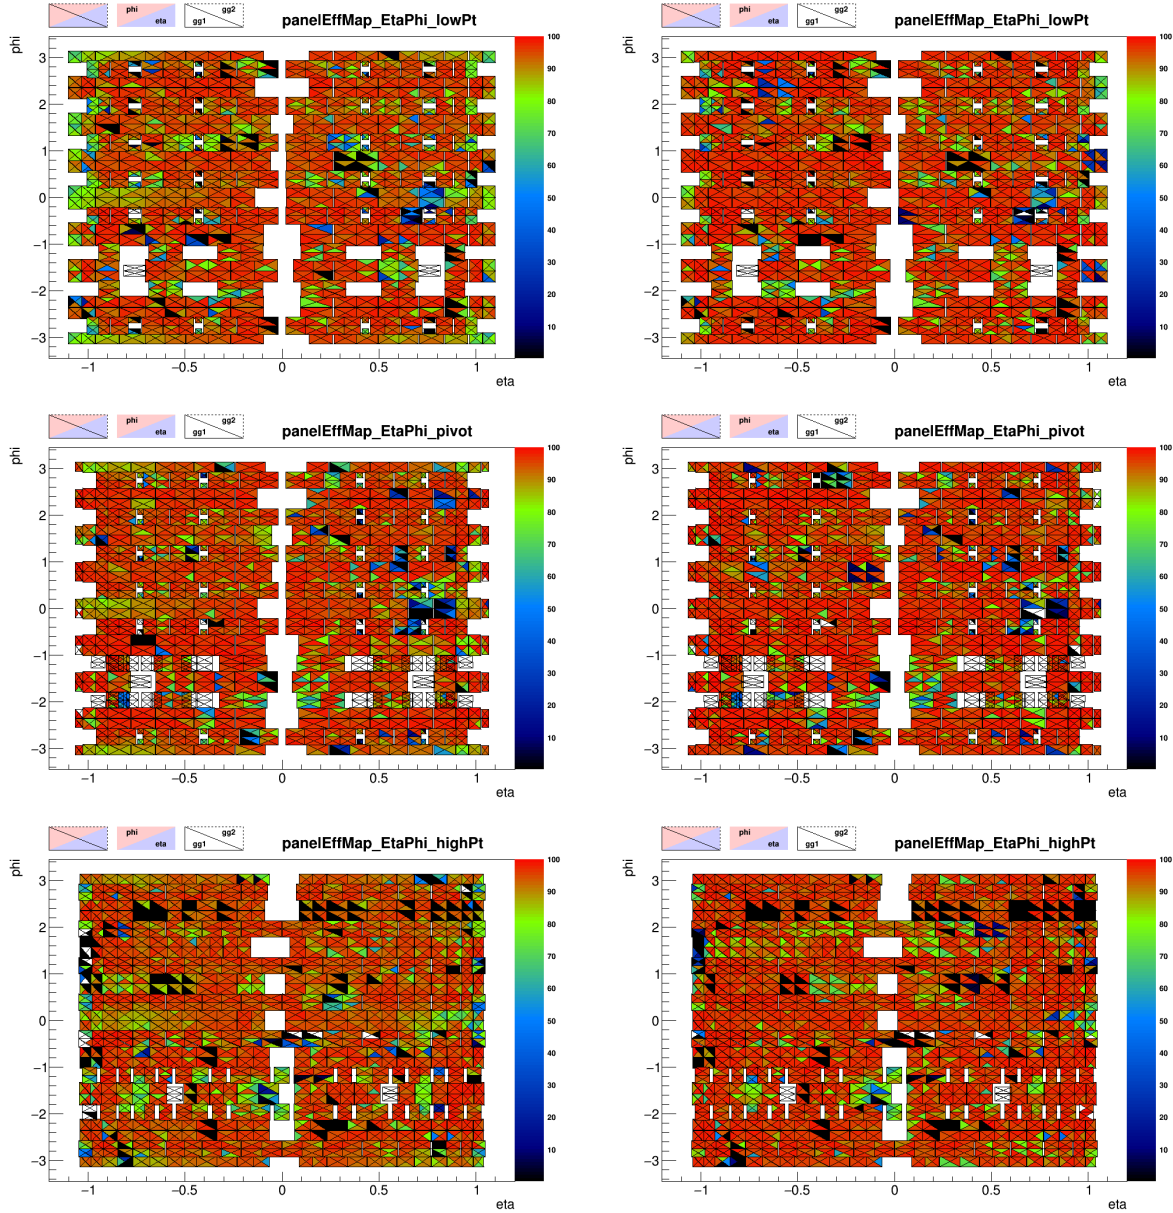 phi eta gg1 gg2 panelEffMap_EtaPhi_lowPt
phi
3 2 1 0 −1 −2 −3
100 90 80 70 60 50 40 30 20 10
−1 −0.5 0 0.5 1
eta
phi eta gg1 gg2 panelEffMap_EtaPhi_lowPt
phi
3 2 1 0 −1 −2 −3
100 90 80 70 60 50 40 30 20 10
−1 −0.5 0 0.5 1
eta
phi eta gg1 gg2 panelEffMap_EtaPhi_pivot
phi
3 2 1 0 −1 −2 −3
100 90 80 70 60 50 40 30 20 10
−1 −0.5 0 0.5 1
eta
phi eta gg1 gg2 panelEffMap_EtaPhi_pivot
phi
3 2 1 0 −1 −2 −3
100 90 80 70 60 50 40 30 20 10
−1 −0.5 0 0.5 1
eta
phi eta gg1 gg2 panelEffMap_EtaPhi_highPt
phi
3 2 1 0 −1 −2 −3
100 90 80 70 60 50 40 30 20 10
−1 −0.5 0 0.5 1
eta
phi eta gg1 gg2 panelEffMap_EtaPhi_highPt
phi
3 2 1 0 −1 −2 −3
100 90 80 70 60 50 40 30 20 10
−1 −0.5 0 0.5 1
eta